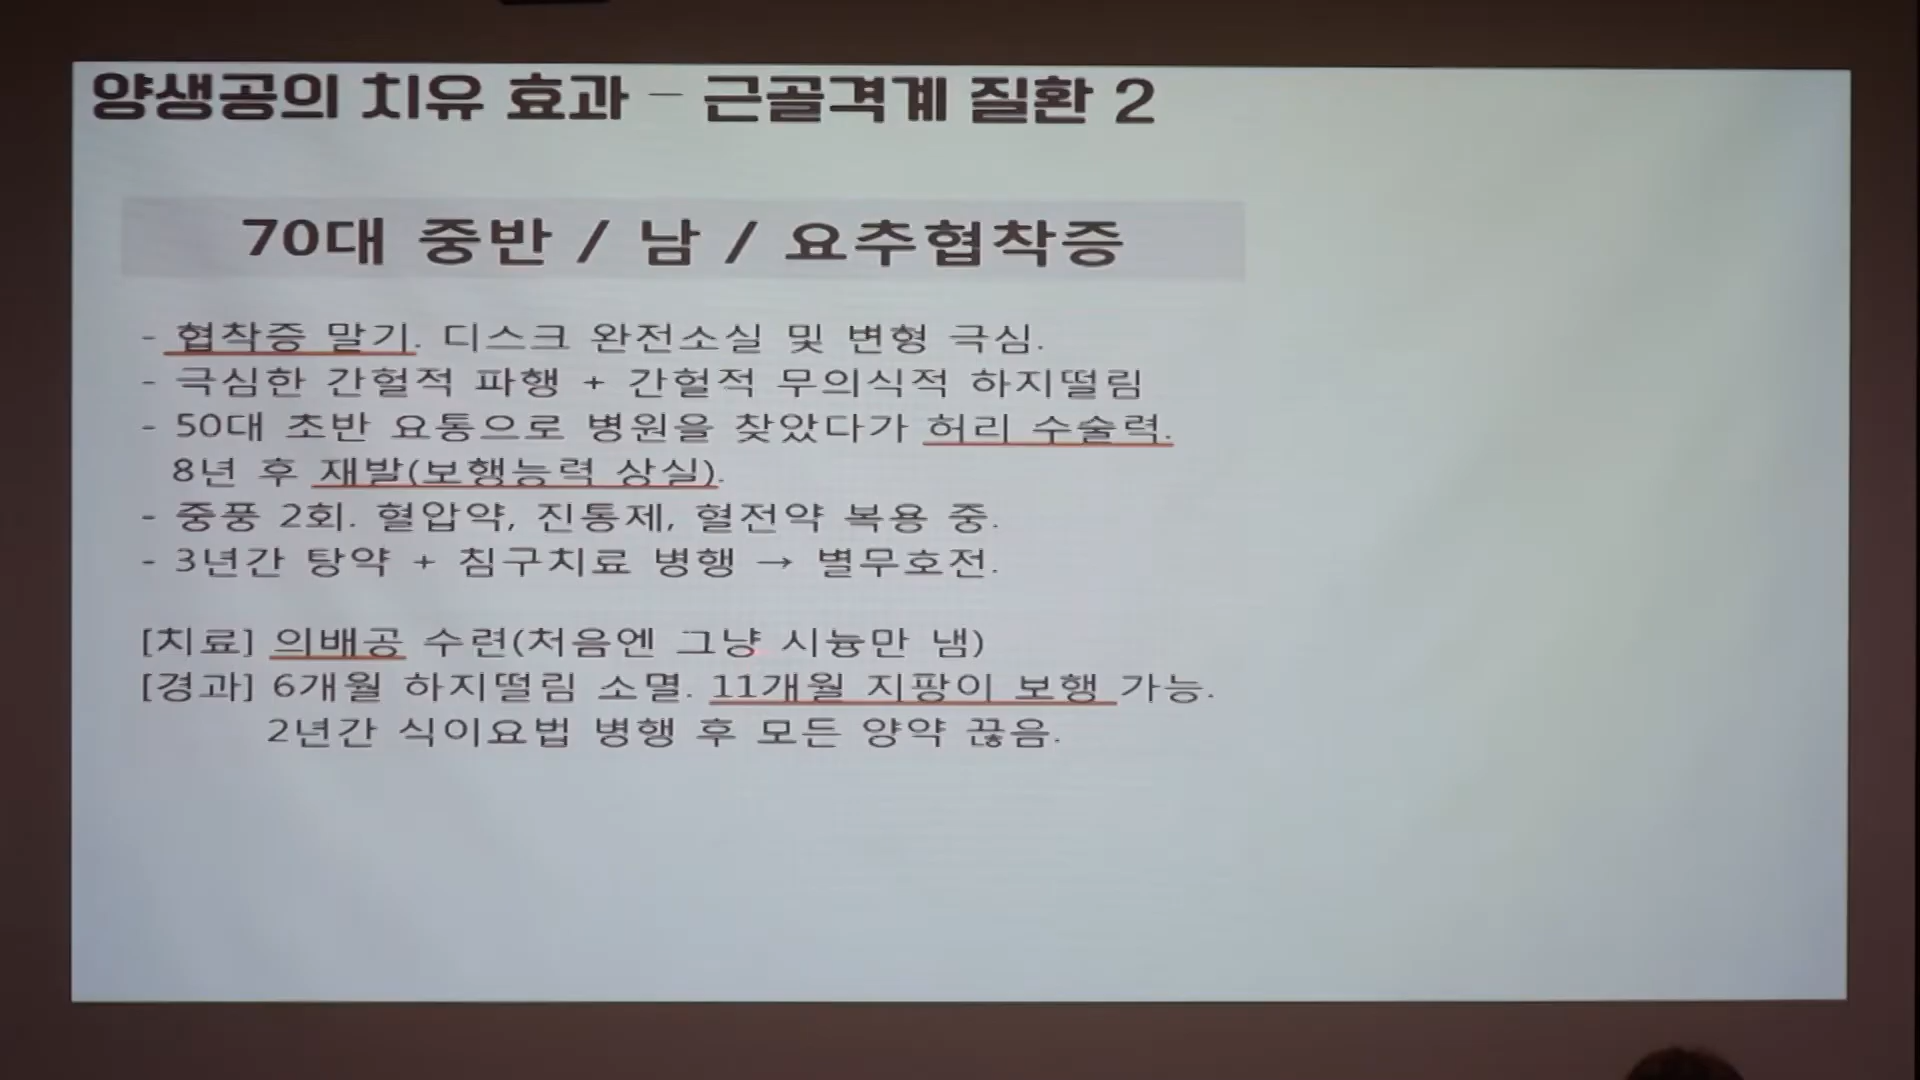 양생공의 치유 효과 – 근골격계 질환 2
70대 중반 / 남 / 요추협착증
- 협착증 말기. 디스크 완전소실 및 변형 극심.
- 극심한 간헐적 파행 + 간헐적 무의식적 하지떨림
- 50대 초반 요통으로 병원을 찾았다가 허리 수술력.
8년 후 재발(보행능력 상실).
- 중풍 2회. 혈압약, 진통제, 혈전약 복용 중.
- 3년간 탕약 + 침구치료 병행 → 별무호전.
[치료] 의배공 수련(처음엔 그냥 시늉만 냄)
[경과] 6개월 하지떨림 소멸. 11개월 지팡이 보행 가능.
2년간 식이요법 병행 후 모든 양약 끊음.